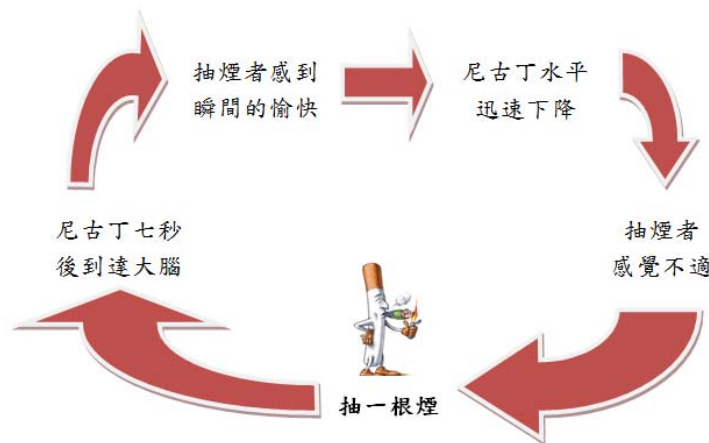 抽煙者感到
瞬間的愉快
尼古丁水平
迅速下降
抽煙者
感覺不適
抽一根煙
尼古丁七秒
後到達大腦